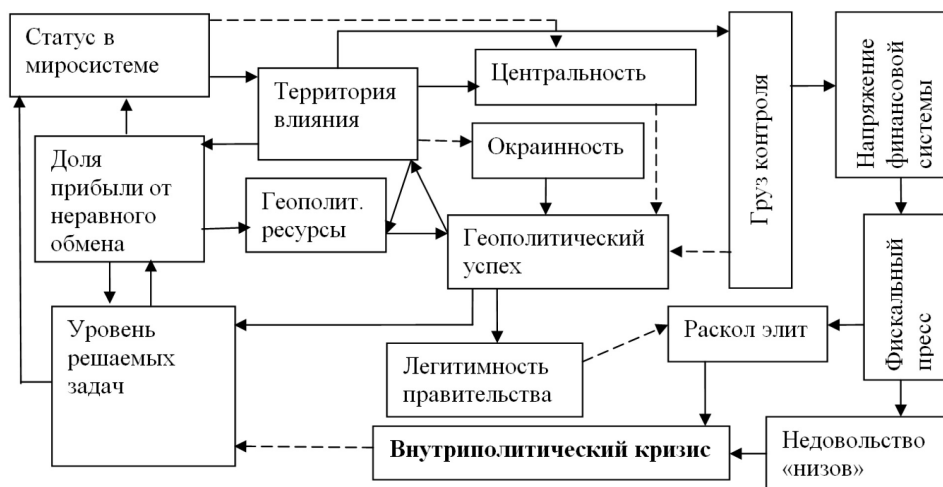 Статус в
миросистеме
Центральность
Груз контроля
Напряжение
финансовой
системы
Территория
влияния
Окраинность
Доля
прибыли от
неравного
обмена
Геополит.
ресурсы
Геополитический
успех
Фискальный
пресс
Уровень
решаемых
задач
Раскол элит
Легитимность
правительства
Внутриполитический кризис
Недовольство
«низов»